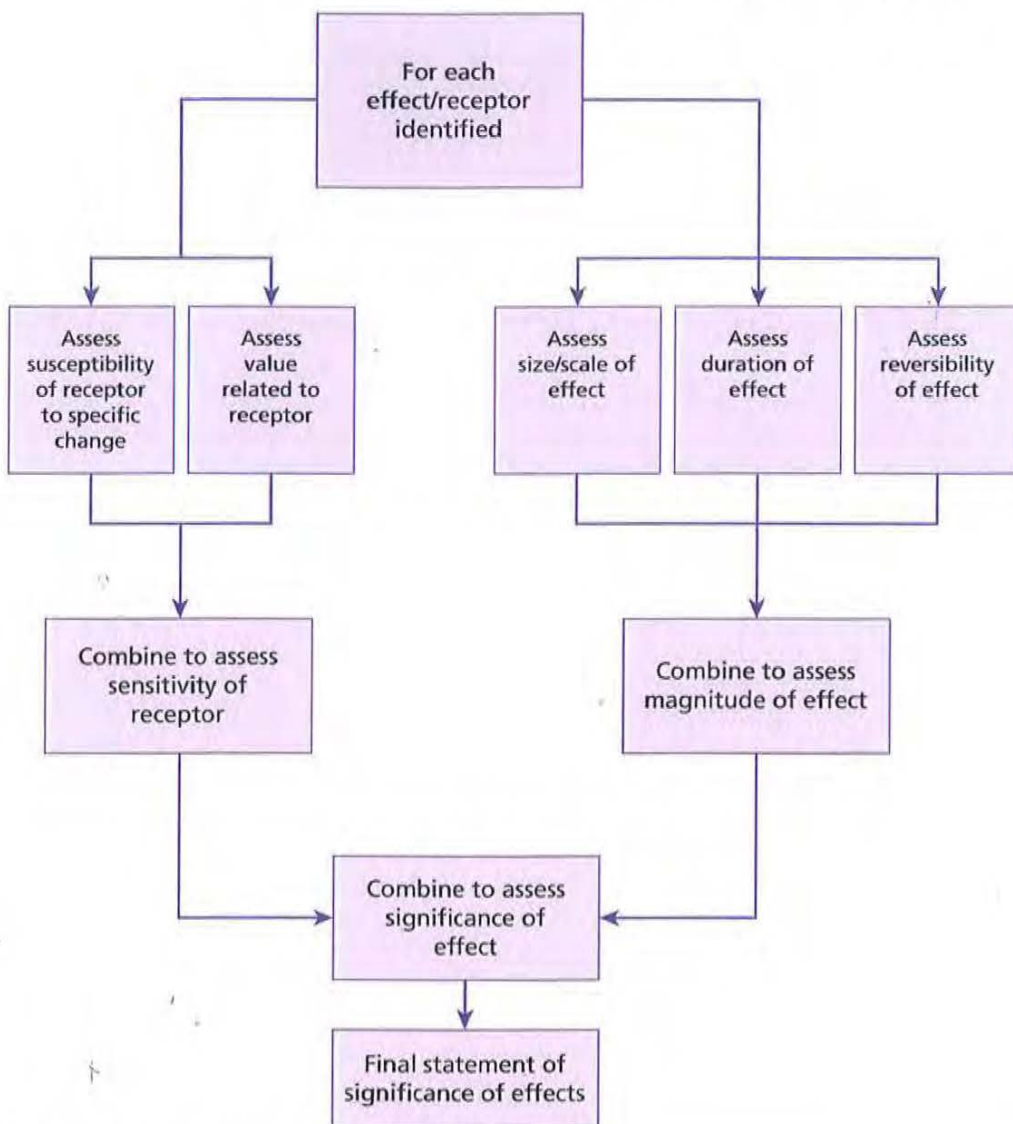 For each
effect/receptor
identified
Assess
susceptibility
of receptor
to specific
change
Assess
value
related to
receptor
Assess
size/scale of
effect
Assess
duration of
effect
Assess
reversibility
of effect
Combine to assess
sensitivity of
receptor
Combine to assess
magnitude of effect
Combine to assess
significance of
effect
Final statement of
significance of effects